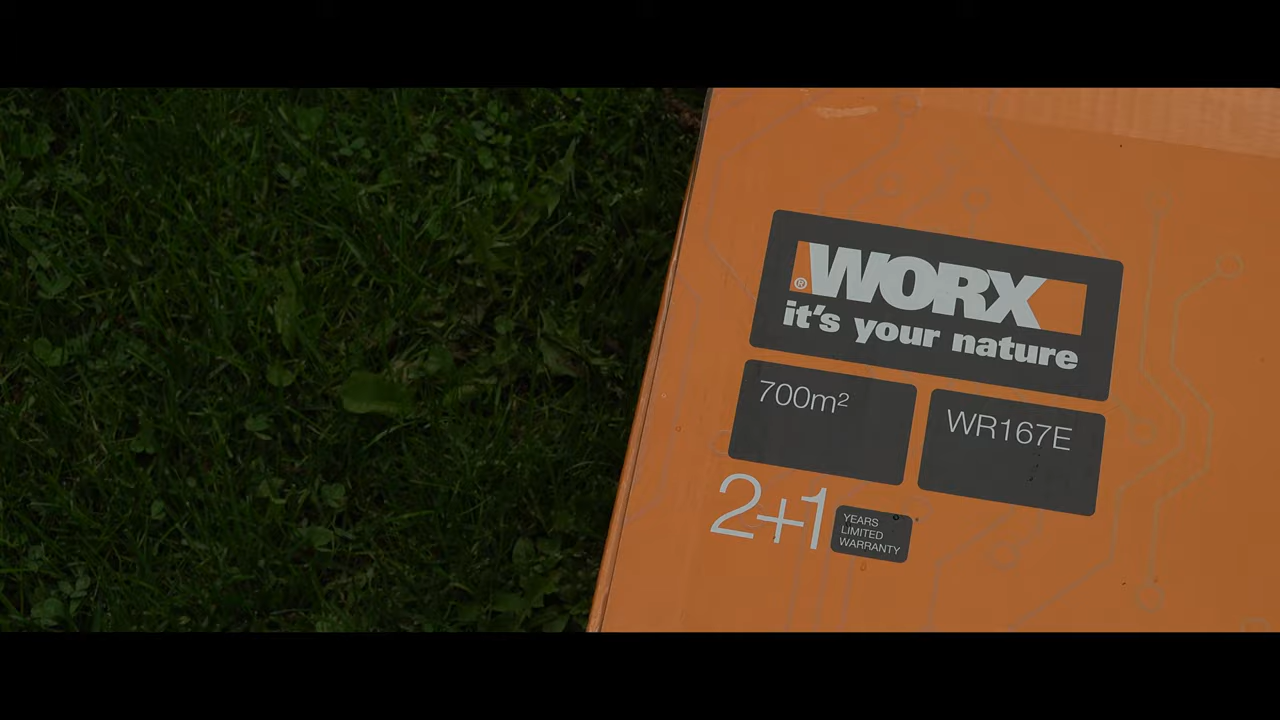 ® WORX
it's your nature
700m²
WR167E
2+1
YEARS
LIMITED
WARRANTY